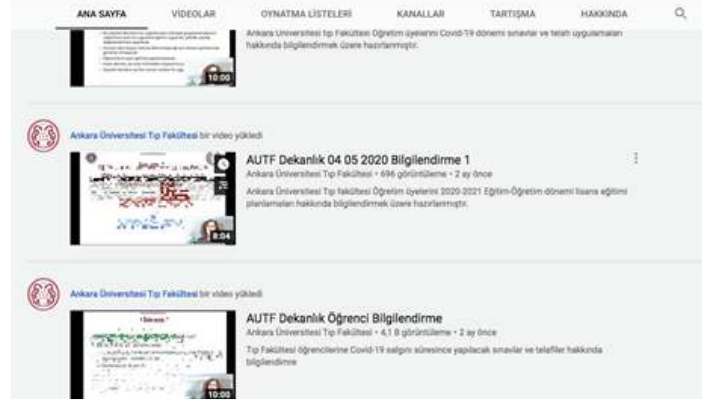 ANA SAYFA VİDEOLAR OYNATMA LİSTELERİ KANALLAR TARTIŞMA HAKKINDA
Ankara Üniversitesi tıp Fakültesi Öğretim üyelerini Covid-19 dönemi sınavlar ve telafi uygulamaları
hakkında bilgilendirmek üzere hazırlanmıştır.
10:00
Ankara Üniversitesi Tıp Fakültesi bir video yükledi
AUTF Dekanlık 04 05 2020 Bilgilendirme 1
Ankara Üniversitesi Tıp Fakültesi • 696 görüntüleme • 2 ay önce
Ankara Üniversitesi Tıp fakültesi Öğretim üyelerini 2020-2021 Eğitim-Öğretim dönemi lisans eğitimi
planlamaları hakkında bilgilendirmek üzere hazırlanmıştır.
8:04
Ankara Üniversitesi Tıp Fakültesi bir video yükledi
AUTF Dekanlık Öğrenci Bilgilendirme
Ankara Üniversitesi Tıp Fakültesi • 4,1 B görüntüleme • 2 ay önce
Tıp Fakültesi öğrencilerine Covid-19 salgını süresince yapılacak sınavlar ve telafiler hakkında
bilgilendirme
10:00